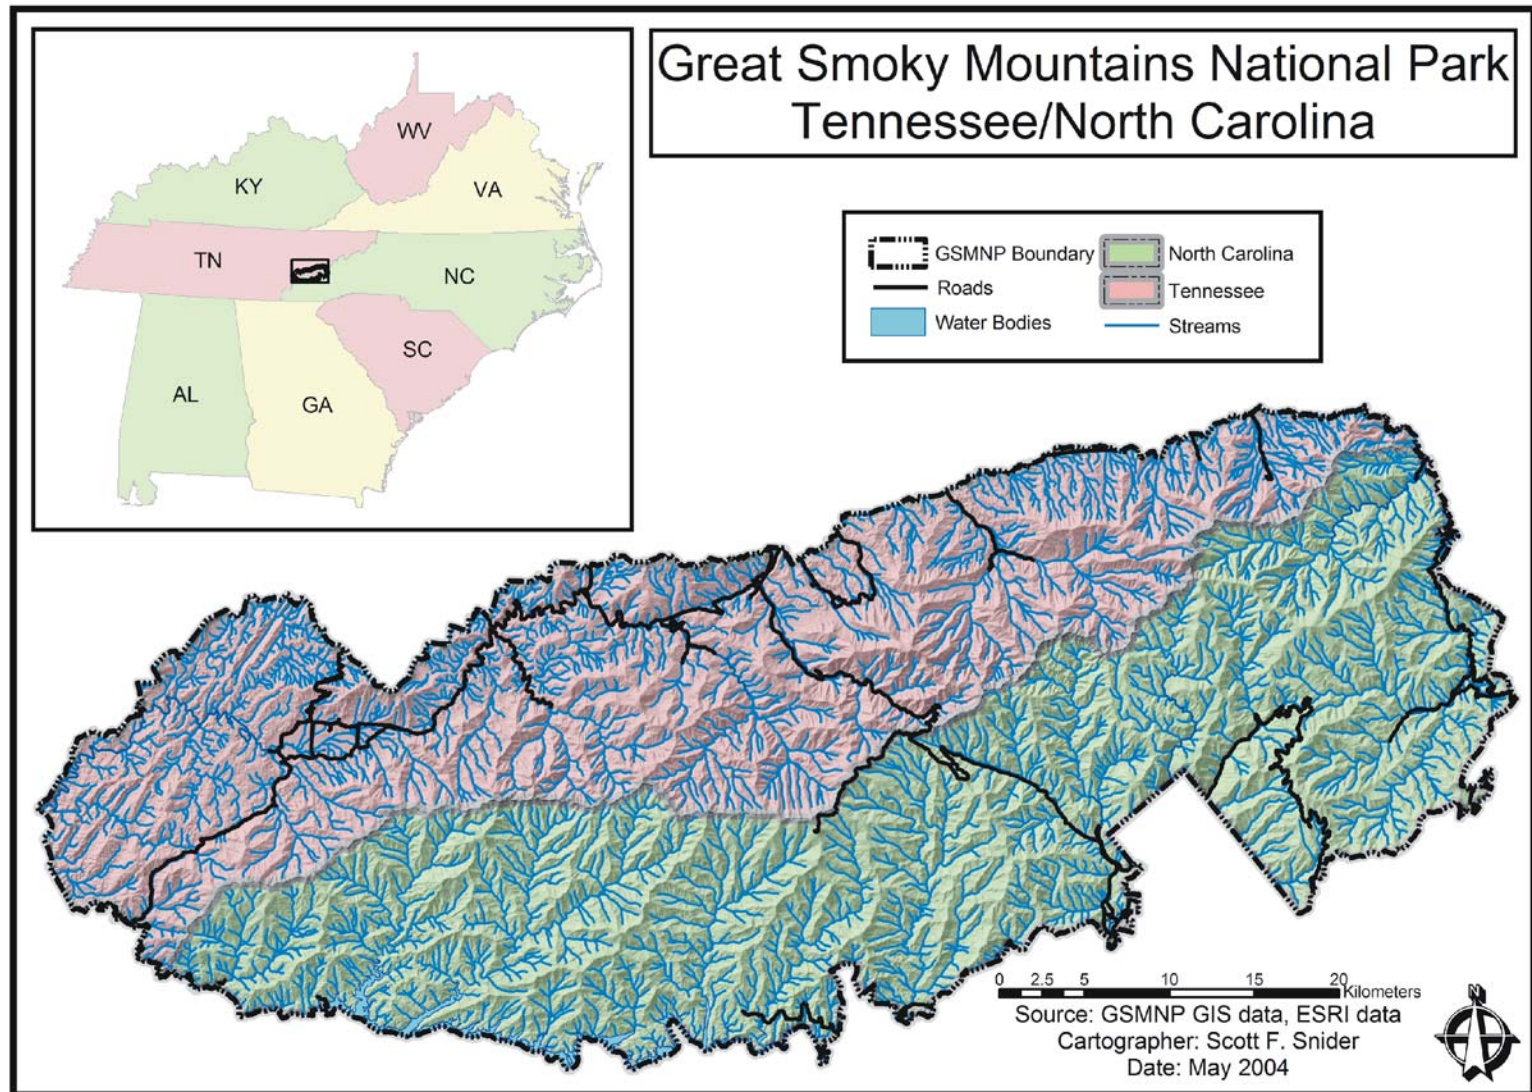 Great Smoky Mountains National Park
Tennessee/North Carolina
WV
KY
VA
TN
NC
SC
AL
GA
GSMNP Boundary
North Carolina
Roads
Tennessee
Water Bodies
Streams
0 2.5 5 10 15 20
Kilometers
Source: GSMNP GIS data, ESRI data
Cartographer: Scott F. Snider
Date: May 2004
N